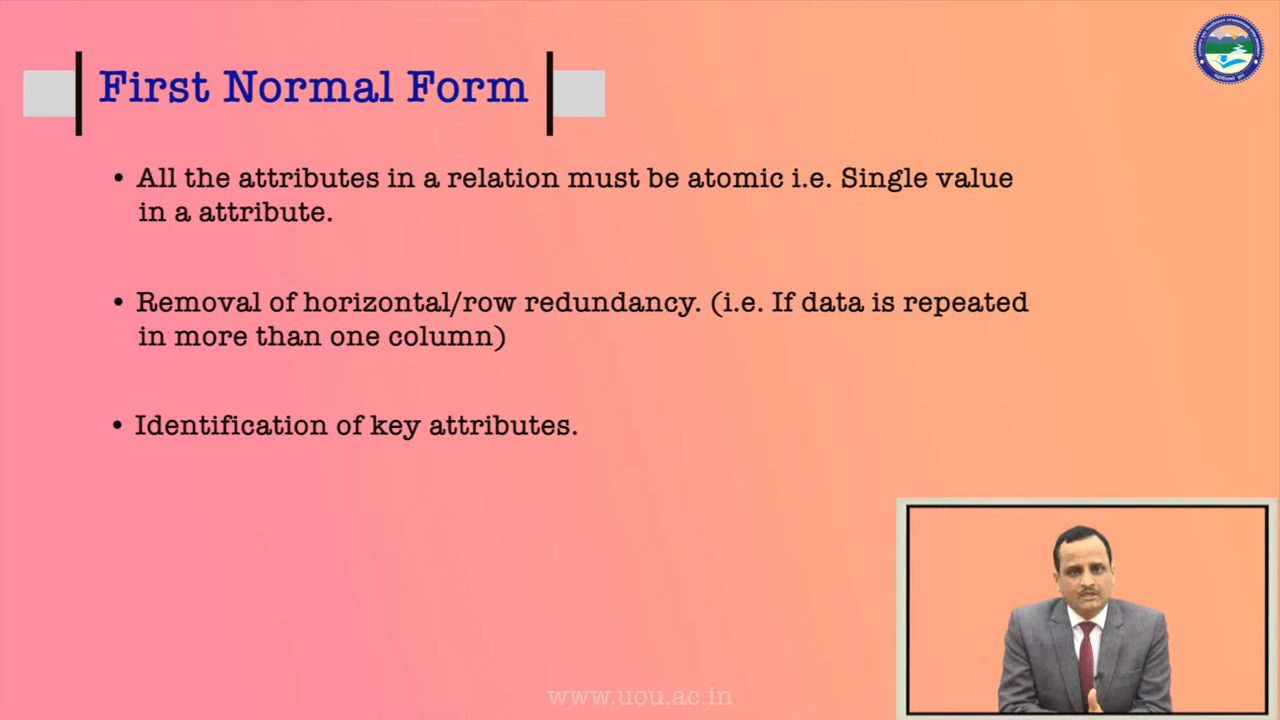 First Normal Form
• All the attributes in a relation must be atomic i.e. Single value
in a attribute.
• Removal of horizontal/row redundancy. (i.e. If data is repeated
in more than one column)
• Identification of key attributes.
www.uou.ac.in